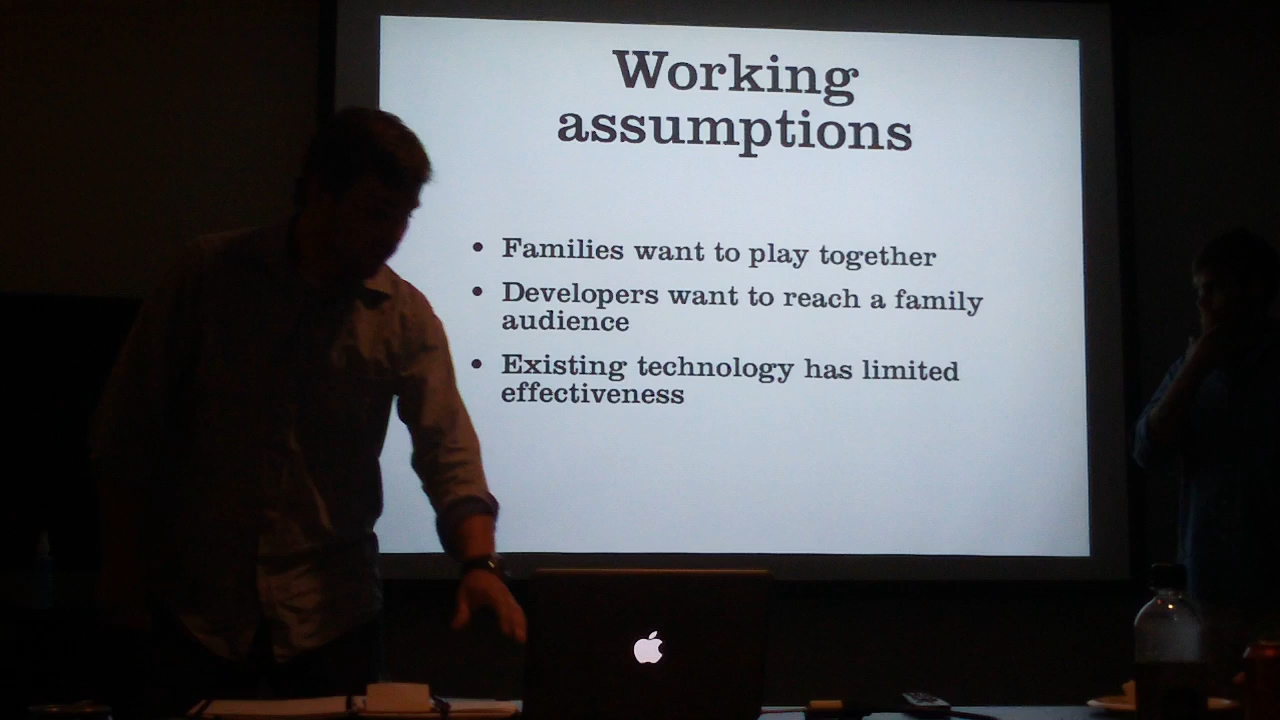 Working
assumptions
• Families want to play together
• Developers want to reach a family
audience
• Existing technology has limited
effectiveness